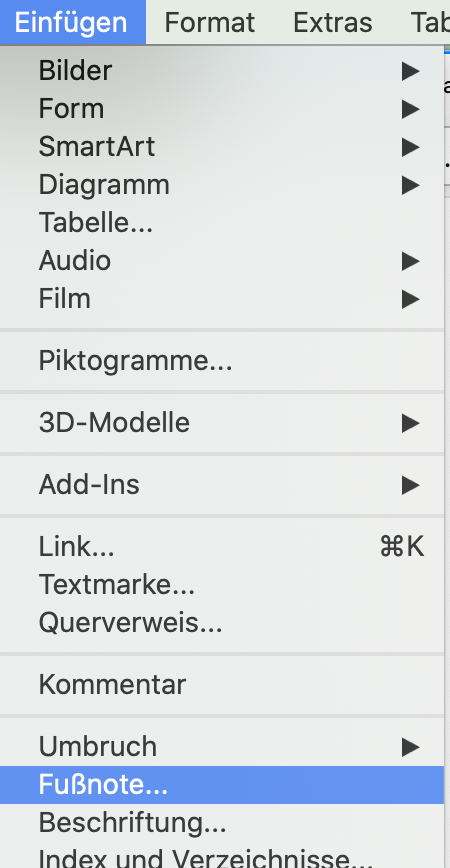 Einfügen Format Extras Tab
Bilder
Form
SmartArt
Diagramm
Tabelle...
Audio
Film
Piktogramme...
3D-Modelle
Add-Ins
Link... ⌘K
Textmarke...
Querverweis...
Kommentar
Umbruch
Fußnote...
Beschriftung...
Index und Verzeichnisse...